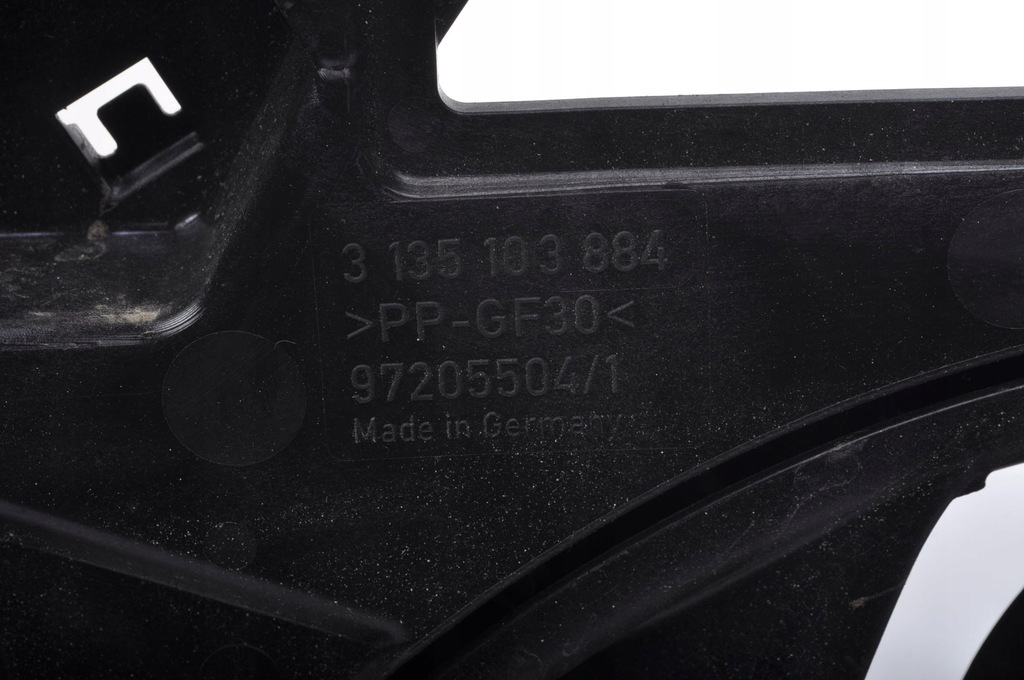 3 135 103 884
>PP-GF30<
97205504/1
Made in Germany